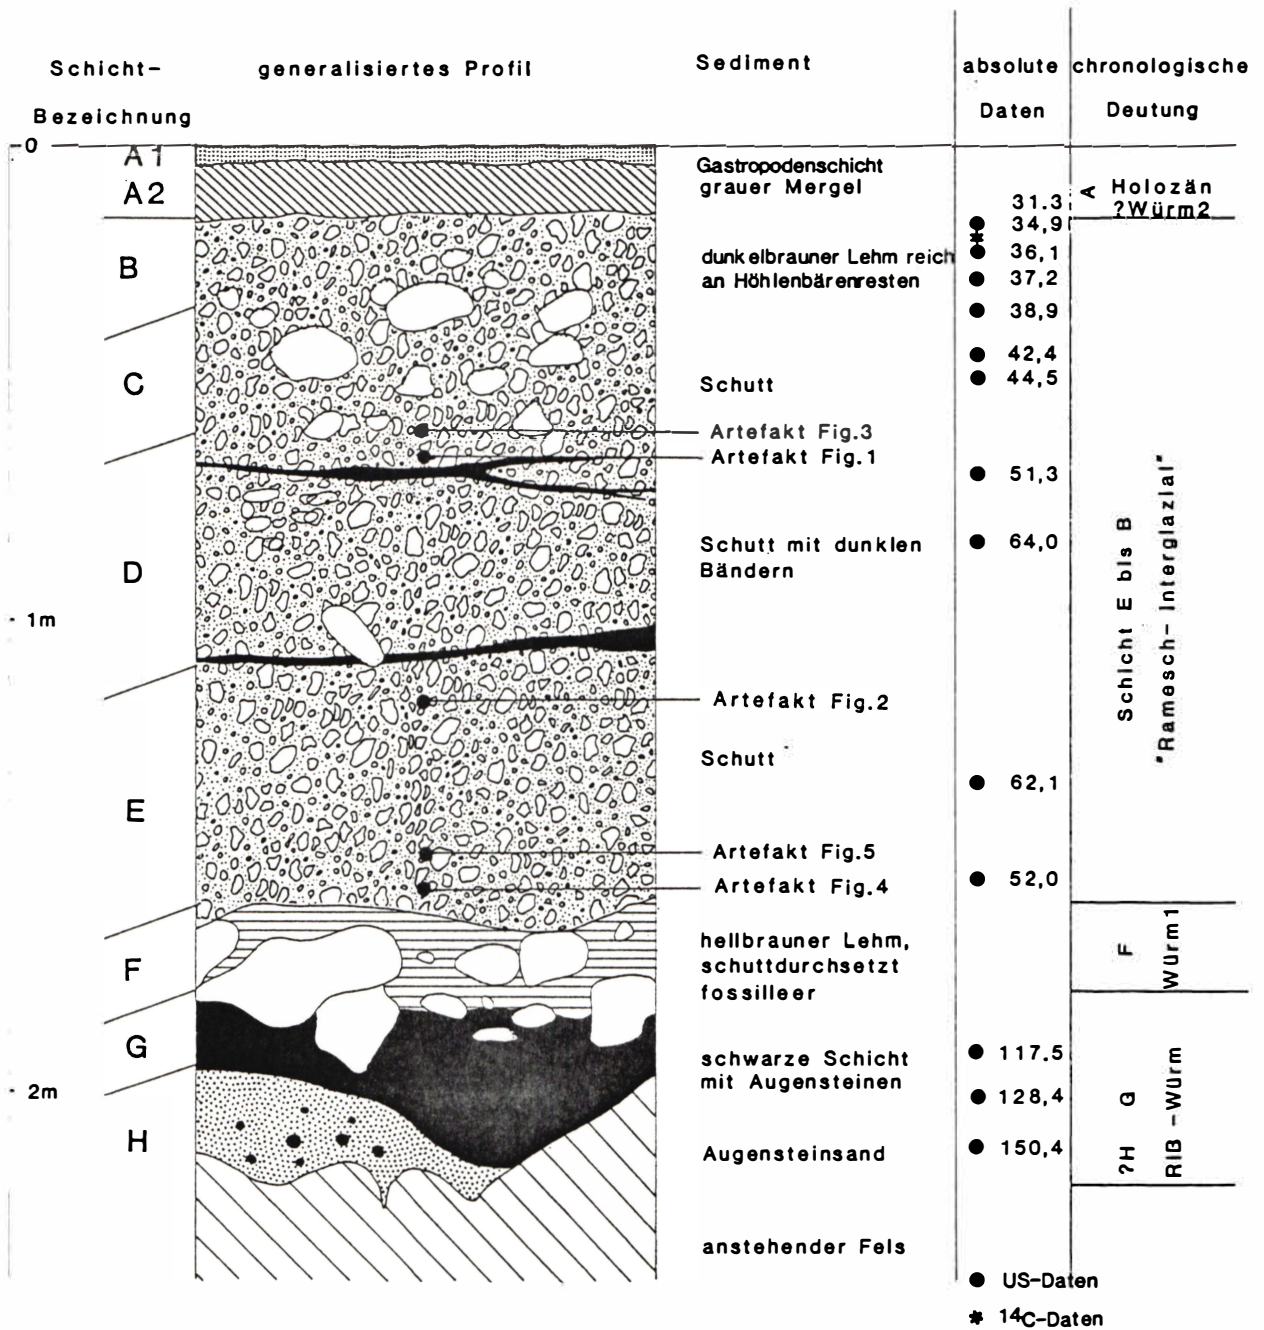 Schicht-
Bezeichnung
generalisiertes Profil
Sediment
absolute
Daten
chronologische
Deutung
0
A1
A2
B
C
D
1m
E
F
G
2m
H
Gastropodenschicht
grauer Mergel
dunkelbrauner Lehm reich
an Höhlenbärenresten
Schutt
Artefakt Fig.3
Artefakt Fig.1
Schutt mit dunklen
Bändern
Artefakt Fig.2
Schutt
Artefakt Fig.5
Artefakt Fig.4
hellbrauner Lehm,
schuttdurchsetzt
fossilleer
schwarze Schicht
mit Augensteinen
Augensteinsand
anstehender Fels
31.3
34,9
36,1
37,2
38,9
42,4
44,5
51,3
64,0
62,1
52,0
117.5
128,4
150,4
A Holozän
?Würm2
Schicht E bis B
"Ramesch-Interglazial"
F
Würm1
?H G
RIß-Würm
● US-Daten
✱ 14C-Daten